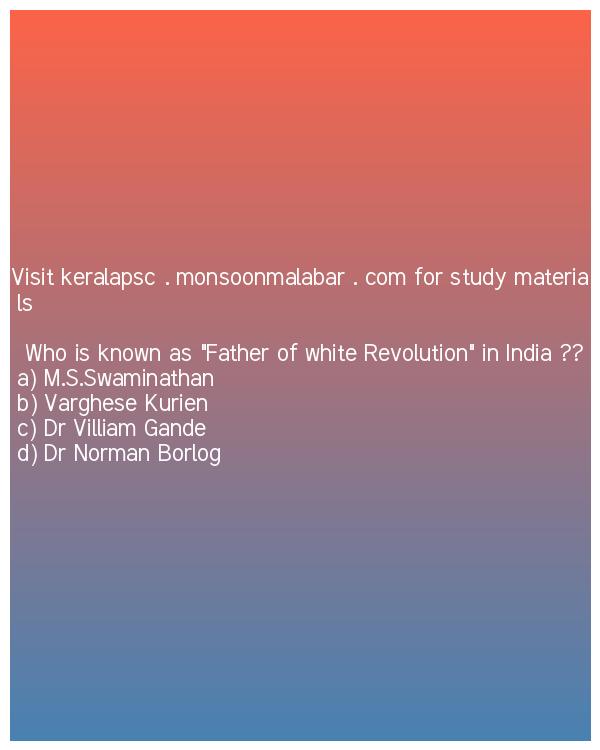 Visit keralapsc . monsoonmalabar . com for study materia
ls
Who is known as "Father of white Revolution" in India ??
a) M.S.Swaminathan
b) Varghese Kurien
c) Dr Villiam Gande
d) Dr Norman Borlog